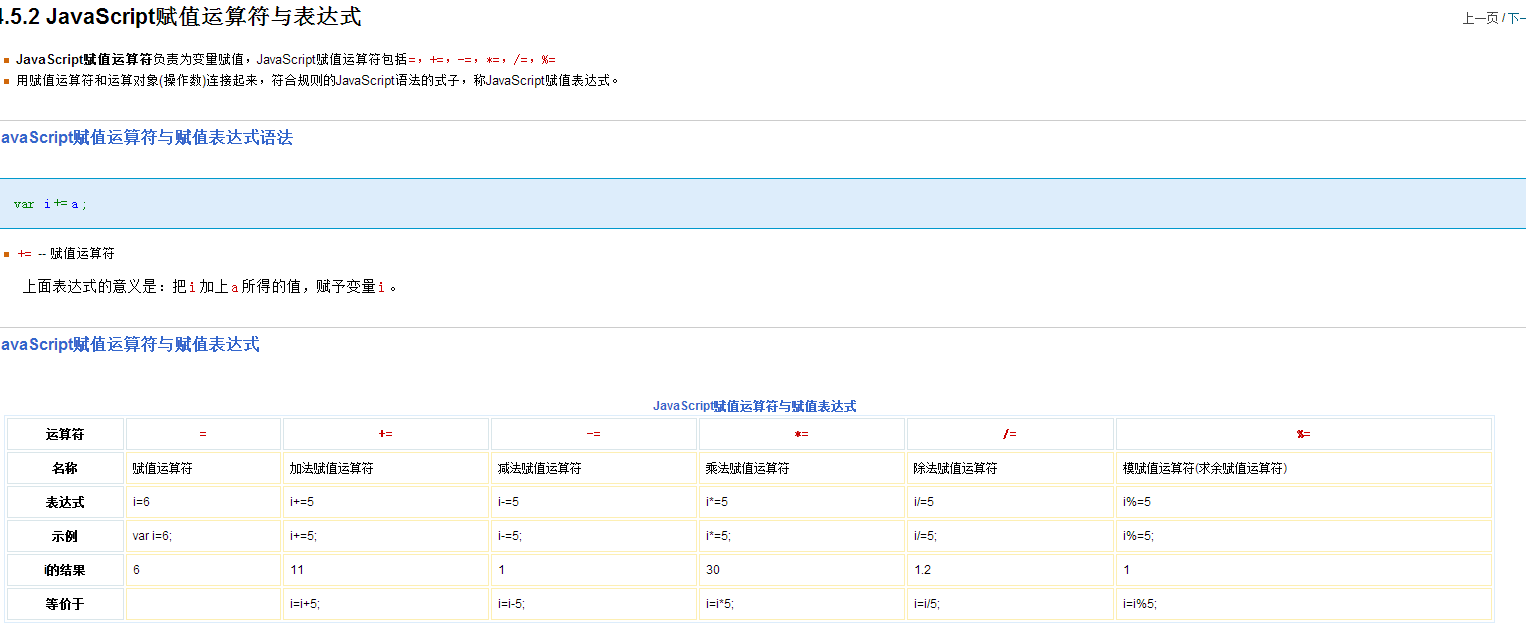 4.5.2 JavaScript赋值运算符与表达式
上一页 / 下一
JavaScript赋值运算符负责为变量赋值，JavaScript赋值运算符包括=，+=，-=，*=，/=，%=
用赋值运算符和运算对象(操作数)连接起来，符合规则的JavaScript语法的式子，称JavaScript赋值表达式。
avaScript赋值运算符与赋值表达式语法
var i += a ;
+= -- 赋值运算符
上面表达式的意义是：把 i 加上 a 所得的值，赋予变量 i 。
avaScript赋值运算符与赋值表达式
JavaScript赋值运算符与赋值表达式
运算符 = += -= *= /= %=
名称 赋值运算符 加法赋值运算符 减法赋值运算符 乘法赋值运算符 除法赋值运算符 模赋值运算符(求余赋值运算符)
表达式 i=6 i+=5 i-=5 i*=5 i/=5 i%=5
示例 var i=6; i+=5; i-=5; i*=5; i/=5; i%=5;
i的结果 6 11 1 30 1.2 1
等价于 i=i+5; i=i-5; i=i*5; i=i/5; i=i%5;